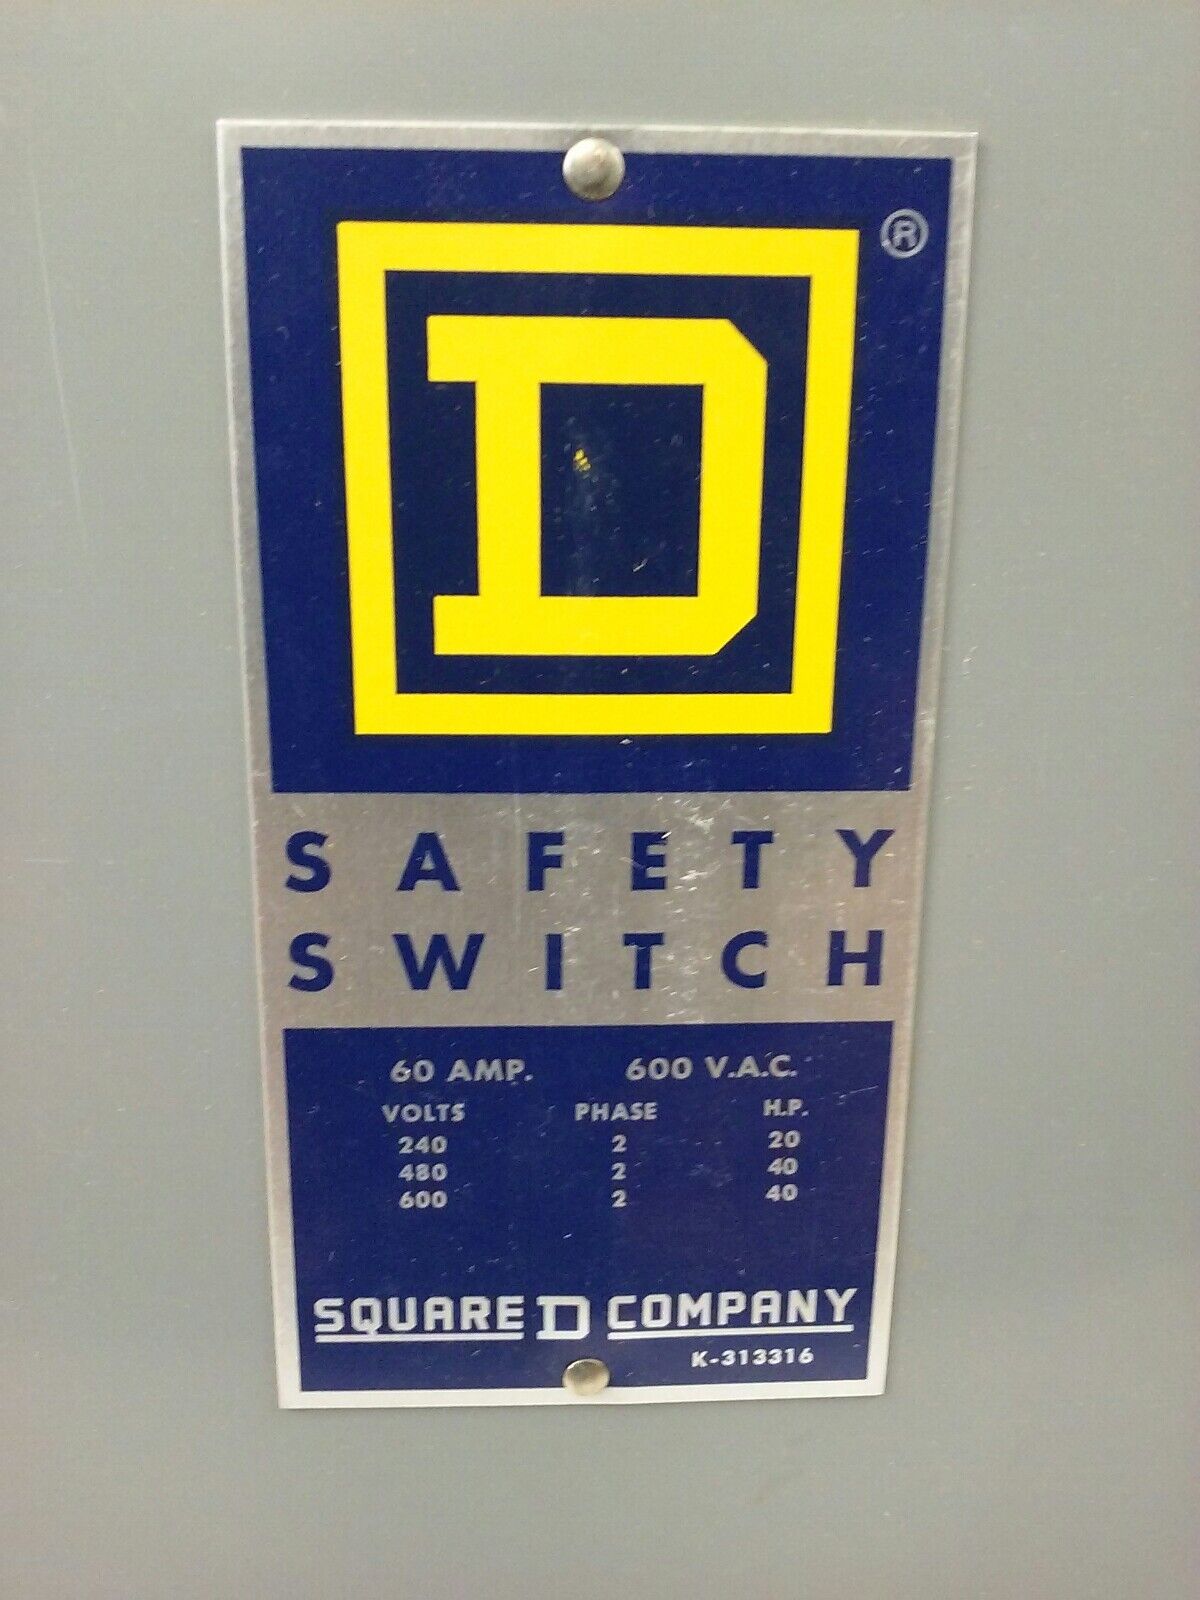 D ®
SAFETY
SWITCH
60 AMP. 600 V.A.C.
VOLTS PHASE H.P.
240 2 20
480 2 40
600 2 40
SQUARE D COMPANY
K-313316